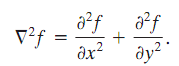 ∇²f = ∂²f/∂x² + ∂²f/∂y².